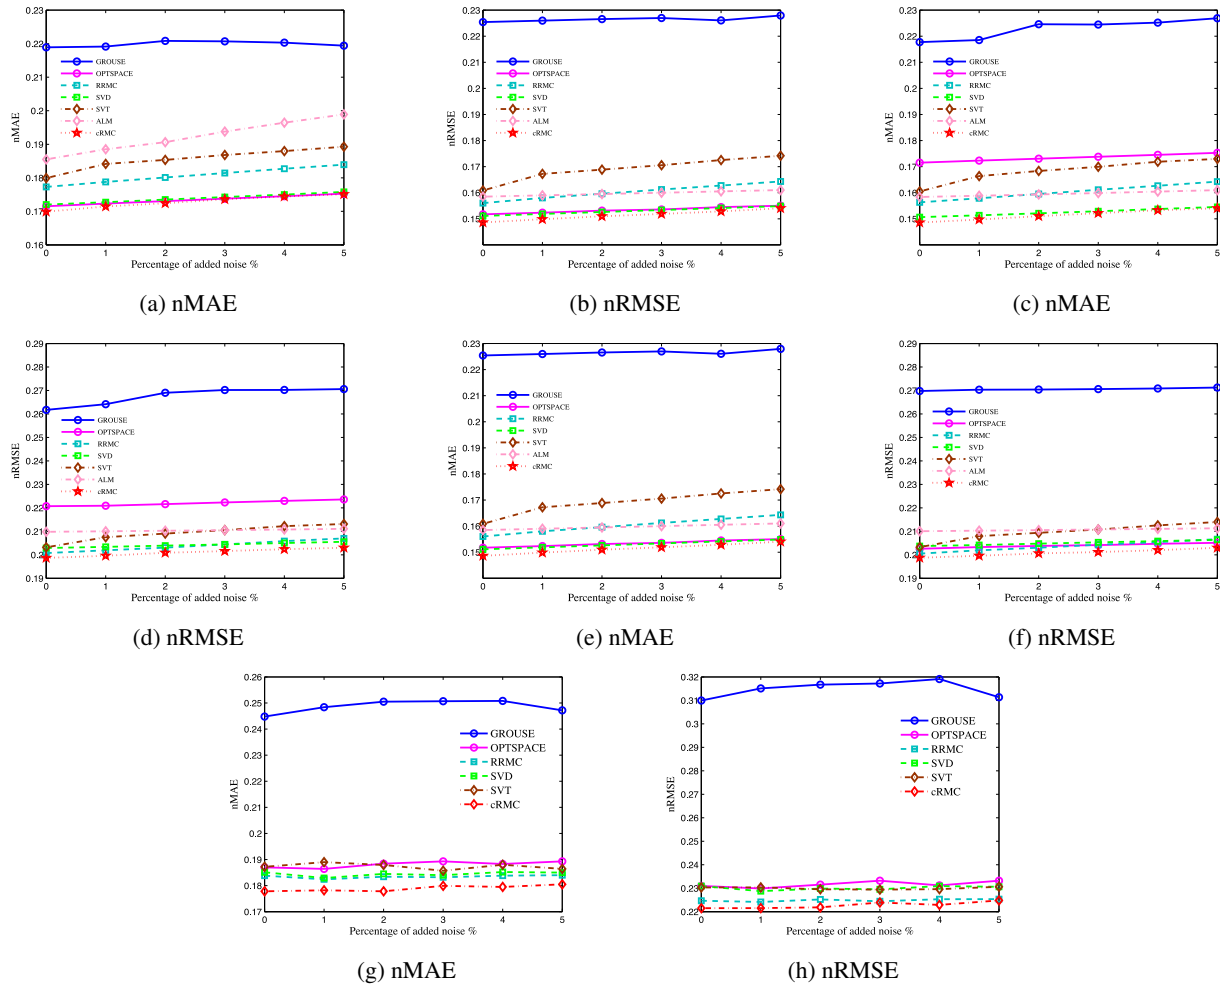 0.23
0.22
0.21
0.2
0.19
0.18
0.17
0.16
nMAE
GROUSE
OPTSPACE
RRMC
SVD
SVT
ALM
cRMC
0 1 2 3 4 5
Percentage of added noise %
(a) nMAE
0.23
0.22
0.21
0.2
0.19
0.18
0.17
0.16
0.15
nRMSE
GROUSE
OPTSPACE
RRMC
SVD
SVT
ALM
cRMC
0 1 2 3 4 5
Percentage of added noise %
(b) nRMSE
0.23
0.22
0.21
0.2
0.19
0.18
0.17
0.16
0.15
nMAE
GROUSE
OPTSPACE
RRMC
SVD
SVT
ALM
cRMC
0 1 2 3 4 5
Percentage of added noise %
(c) nMAE
0.29
0.28
0.27
0.26
0.25
0.24
0.23
0.22
0.21
0.2
0.19
nRMSE
GROUSE
OPTSPACE
RRMC
SVD
SVT
ALM
cRMC
0 1 2 3 4 5
Percentage of added noise %
(d) nRMSE
0.23
0.22
0.21
0.2
0.19
0.18
0.17
0.16
0.15
nMAE
GROUSE
OPTSPACE
RRMC
SVD
SVT
ALM
cRMC
0 1 2 3 4 5
Percentage of added noise %
(e) nMAE
0.29
0.28
0.27
0.26
0.25
0.24
0.23
0.22
0.21
0.2
0.19
nRMSE
GROUSE
OPTSPACE
RRMC
SVD
SVT
ALM
cRMC
0 1 2 3 4 5
Percentage of added noise %
(f) nRMSE
0.26
0.25
0.24
0.23
0.22
0.21
0.2
0.19
0.18
0.17
nMAE
GROUSE
OPTSPACE
RRMC
SVD
SVT
cRMC
0 1 2 3 4 5
Percentage of added noise %
(g) nMAE
0.32
0.31
0.3
0.29
0.28
0.27
0.26
0.25
0.24
0.23
0.22
nRMSE
GROUSE
OPTSPACE
RRMC
SVD
SVT
cRMC
0 1 2 3 4 5
Percentage of added noise %
(h) nRMSE